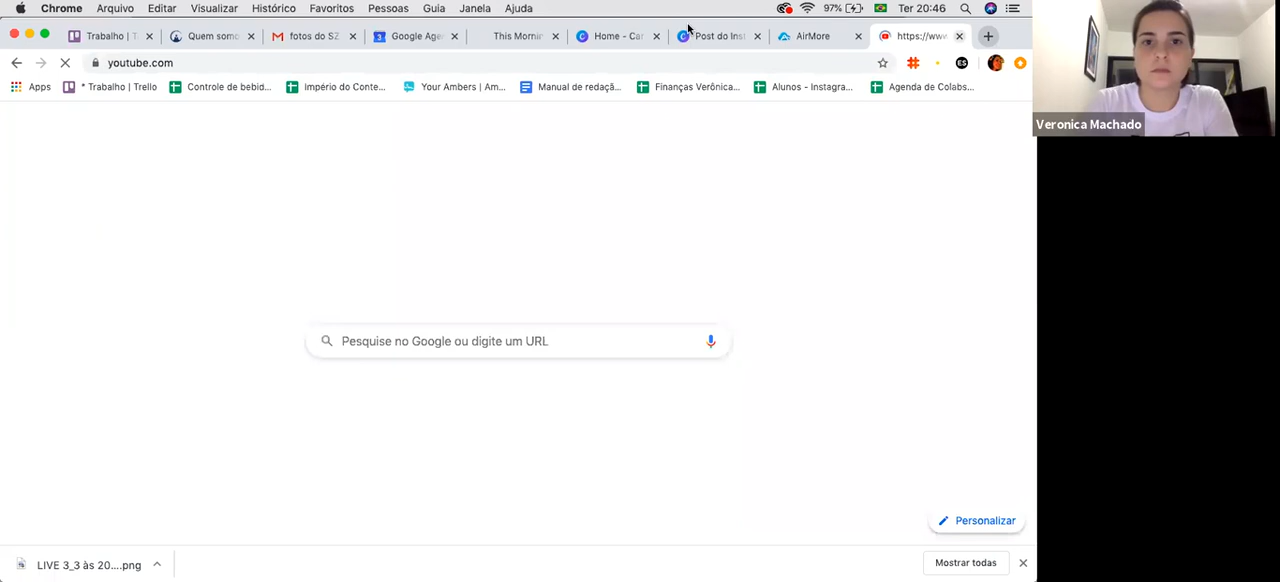 Chrome Arquivo Editar Visualizar Histórico Favoritos Pessoas Guia Janela Ajuda 97% Ter 20:46
Trabalho | T Quem somo fotos do SZ Google Age This Mornin Home - Can Post do Inst AirMore https://www
youtube.com ES
Apps * Trabalho | Trello Controle de bebid... Império do Conte... Your Ambers | Am... Manual de redaçã... Finanças Verônica... Alunos - Instagra... Agenda de Colabs...
Veronica Machado
Pesquise no Google ou digite um URL
Personalizar
LIVE 3_3 às 20....png Mostrar todas